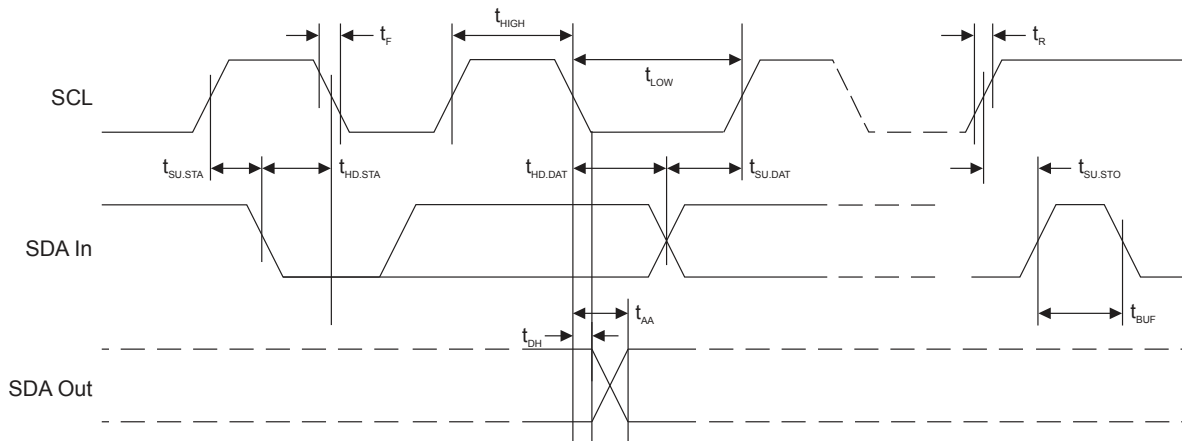 t_HIGH
t_F
t_R
t_LOW
SCL
t_SU.STA
t_HD.STA
t_HD.DAT
t_SU.DAT
t_SU.STO
SDA In
t_AA
t_BUF
t_DH
SDA Out